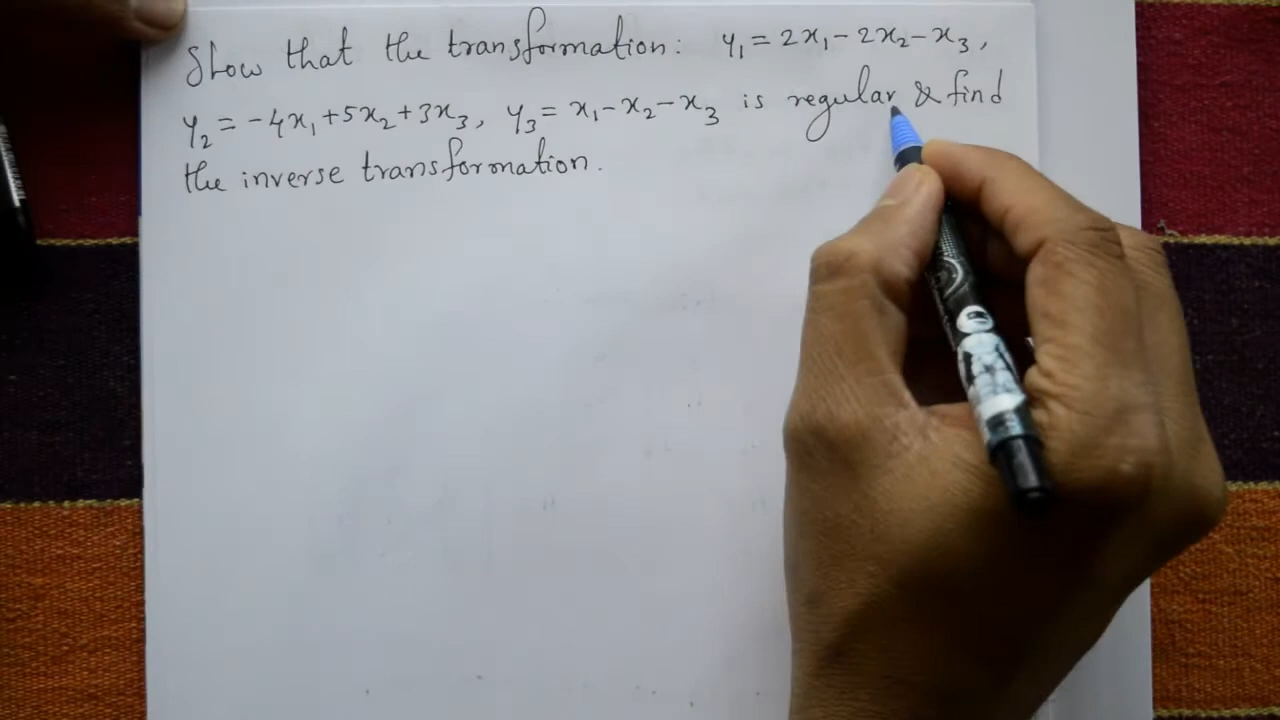 Show that the transformation: y₁ = 2x₁ - 2x₂ - x₃,
y₂ = -4x₁ + 5x₂ + 3x₃, y₃ = x₁ - x₂ - x₃ is regular & find
the inverse transformation.